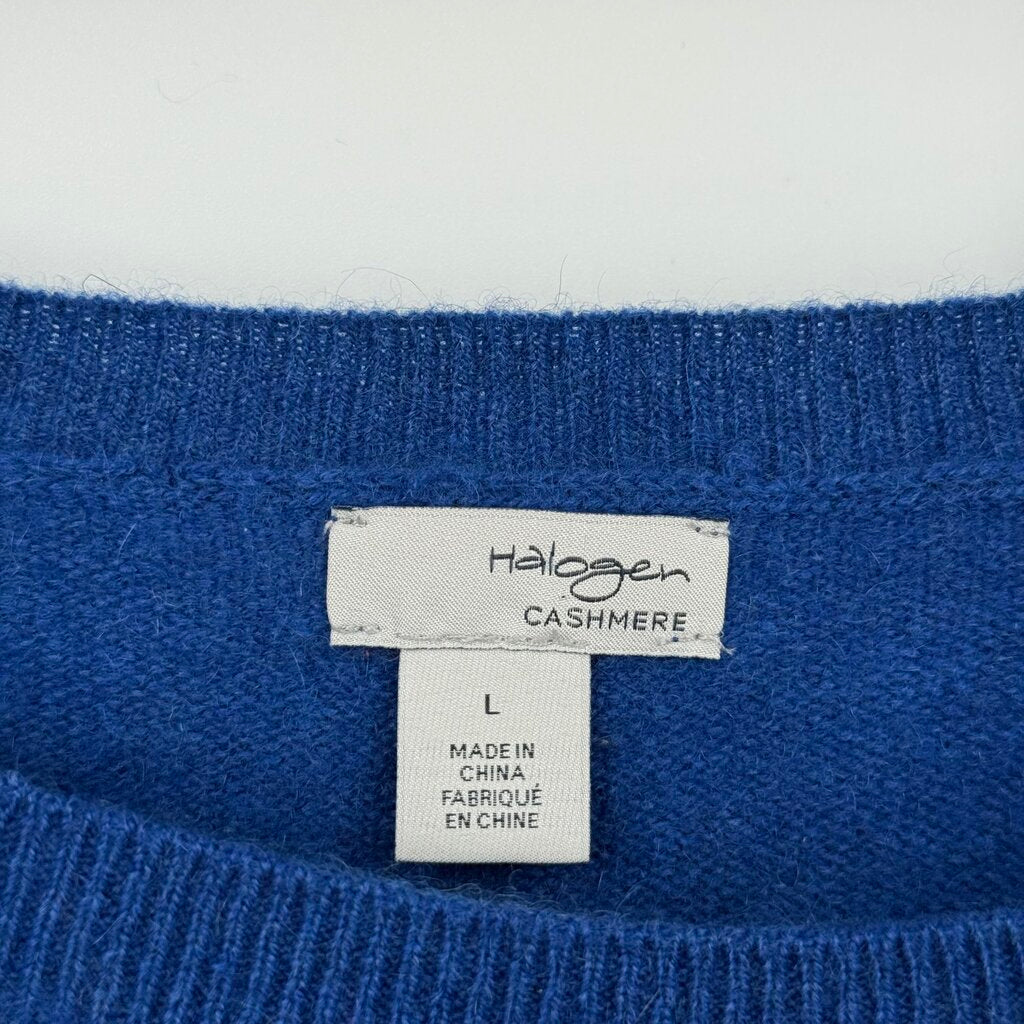 Halogen
CASHMERE
L
MADE IN
CHINA
FABRIQUÉ
EN CHINE